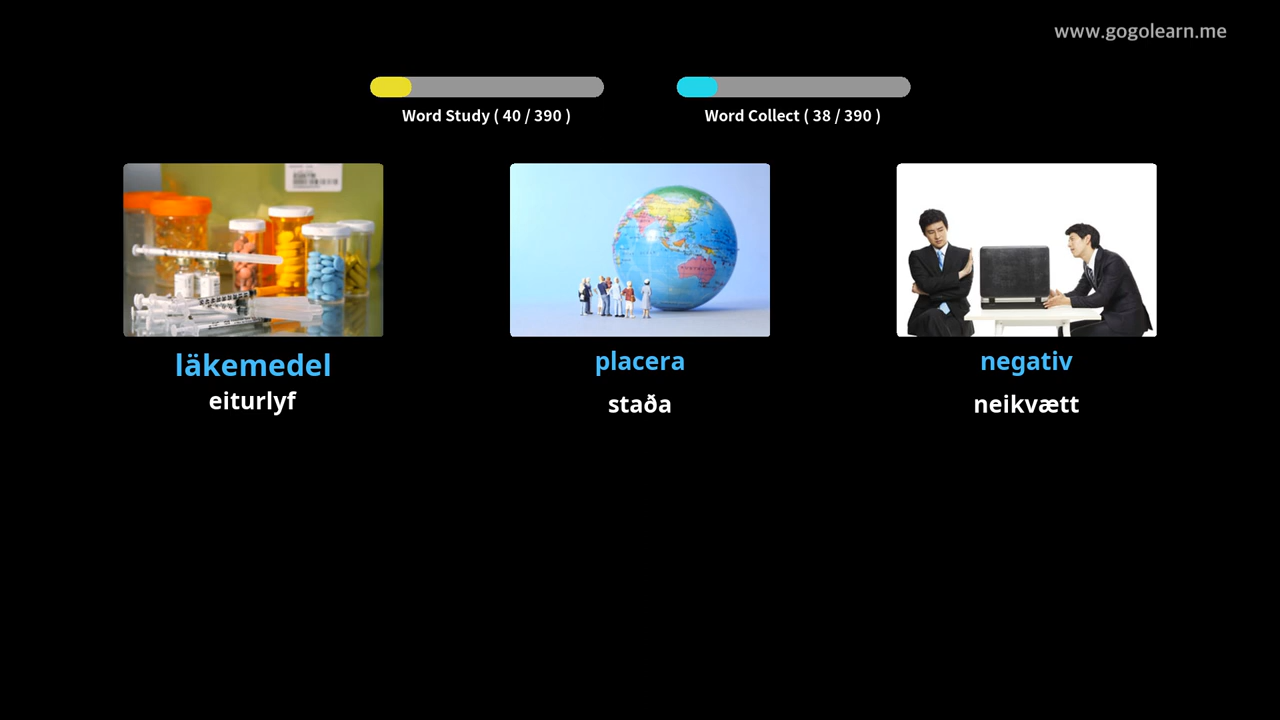 www.gogolearn.me
Word Study ( 40 / 390 )
Word Collect ( 38 / 390 )
läkemedel
eiturlyf
placera
staða
negativ
neikvætt